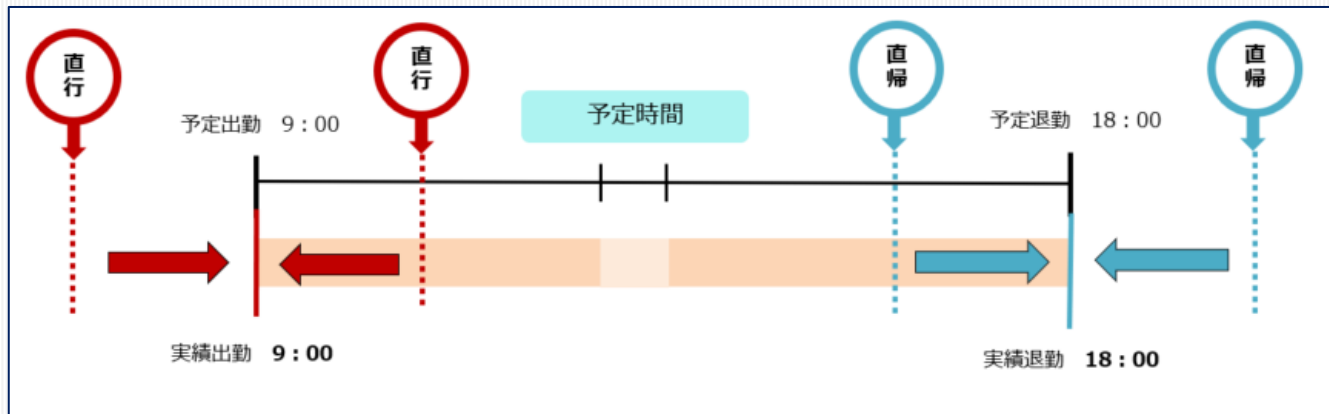 直行
直行
直帰
直帰
予定出勤 9：00
予定時間
予定退勤 18：00
実績出勤 9：00
実績退勤 18：00